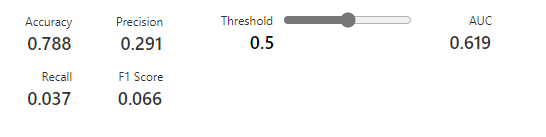 Accuracy Precision Threshold AUC
0.788 0.291 0.5 0.619
Recall F1 Score
0.037 0.066